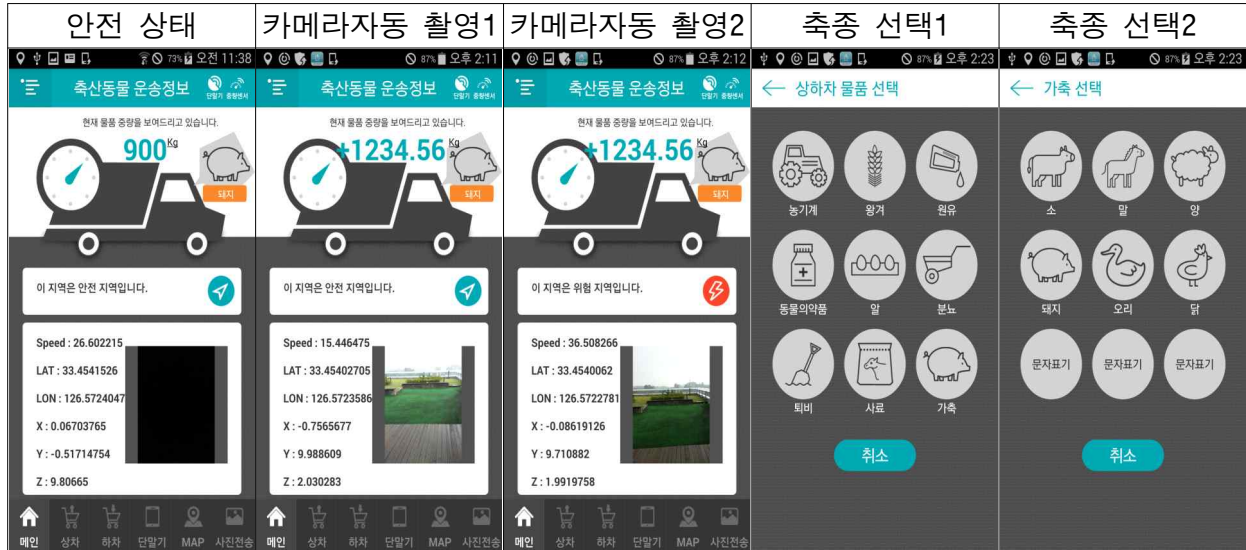 안전 상태
카메라자동 촬영1
카메라자동 촬영2
축종 선택1
축종 선택2
73% 오전 11:38
축산동물 운송정보
단말기 중량센서
현재 물품 중량을 보여드리고 있습니다.
900 Kg
돼지
이 지역은 안전 지역입니다.
Speed : 26.602215
LAT : 33.4541526
LON : 126.5724047
X : 0.06703765
Y : -0.51714754
Z : 9.80665
메인 상차 하차 단말기 MAP 사진전송
87% 오후 2:11
축산동물 운송정보
단말기 중량센서
현재 물품 중량을 보여드리고 있습니다.
+1234.56 Kg
돼지
이 지역은 안전 지역입니다.
Speed : 15.446475
LAT : 33.45402705
LON : 126.5723586
X : -0.7565677
Y : 9.988609
Z : 2.030283
메인 상차 하차 단말기 MAP 사진전송
87% 오후 2:12
축산동물 운송정보
단말기 중량센서
현재 물품 중량을 보여드리고 있습니다.
+1234.56 Kg
돼지
이 지역은 위험 지역입니다.
Speed : 36.508266
LAT : 33.4540062
LON : 126.5722781
X : -0.08619126
Y : 9.710882
Z : 1.9919758
메인 상차 하차 단말기 MAP 사진전송
87% 오후 2:23
상하차 물품 선택
농기계 왕겨 원유
동물의약품 알 분뇨
퇴비 사료 가축
취소
87% 오후 2:23
가축 선택
소 말 양
돼지 오리 닭
문자표기 문자표기 문자표기
취소